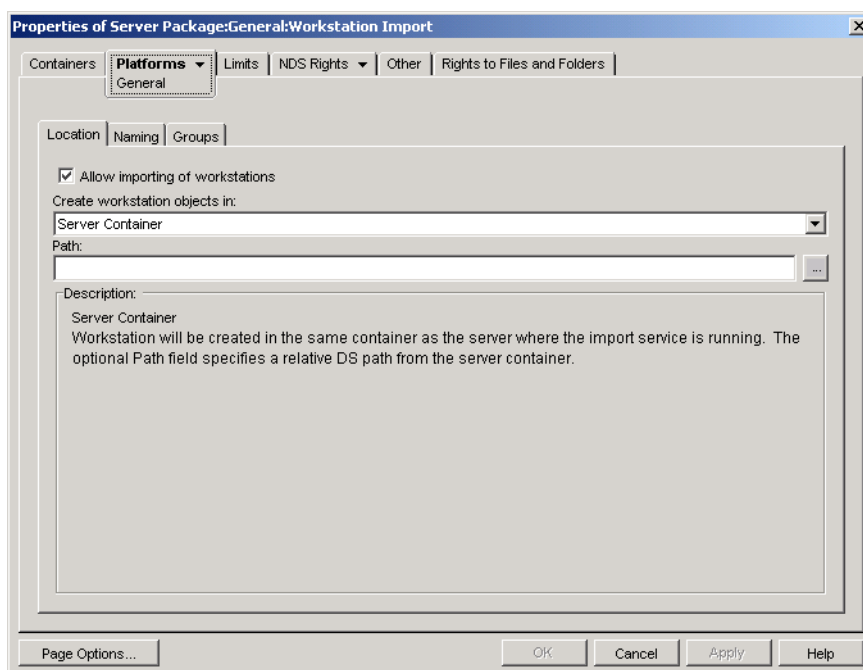 Properties of Server Package:General:Workstation Import
Containers Platforms Limits NDS Rights Other Rights to Files and Folders
General
Location Naming Groups
Allow importing of workstations
Create workstation objects in:
Server Container
Path:
...
Description:
Server Container
Workstation will be created in the same container as the server where the import service is running. The
optional Path field specifies a relative DS path from the server container.
Page Options... OK Cancel Apply Help